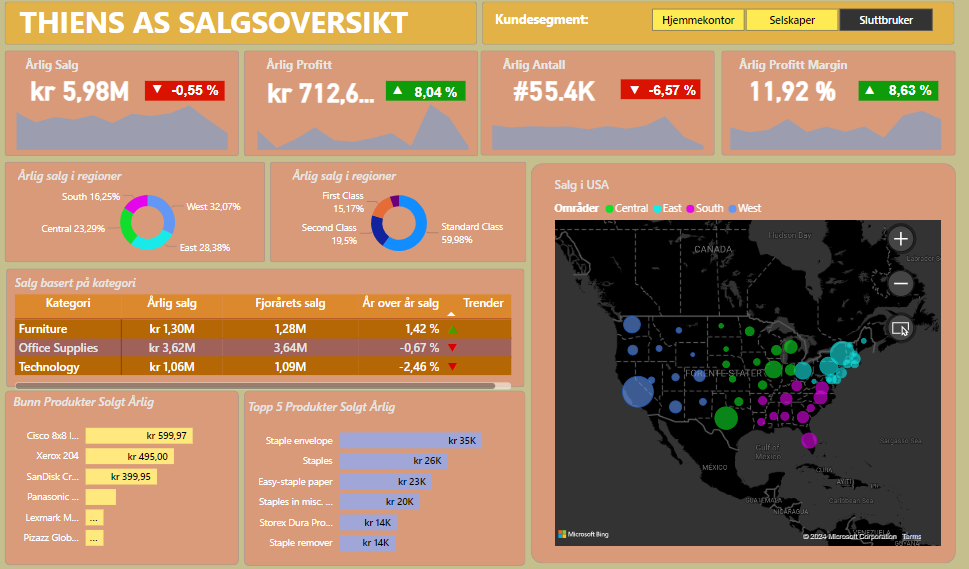 THIENS AS SALGSOVERSIKT
Kundesegment:
Hjemmekontor
Selskaper
Sluttbruker
Årlig Salg
kr 5,98M
▼ -0,55 %
Årlig Profitt
kr 712,6...
▲ 8,04 %
Årlig Antall
#55.4K
▼ -6,57 %
Årlig Profitt Margin
11,92 %
▲ 8,63 %
Årlig salg i regioner
South 16,25%
West 32,07%
Central 23,29%
East 28,38%
Årlig salg i regioner
First Class
15,17%
Second Class
19,5%
Standard Class
59,98%
Salg i USA
Områder Central East South West
CANADA
Hudson Bay
Labrador S
FORENTE STATER
Sargasso Sea
Gulf of
Mexico
MEXICO
CUBA
Caribbean Sea
GUATEMALA
NICARAGUA
VENEZUELA
GUYANA
Microsoft Bing
© 2024 Microsoft Corporation Terms
Salg basert på kategori
Kategori Årlig salg Fjorårets salg År over år salg Trender
Furniture kr 1,30M 1,28M 1,42 % ▲
Office Supplies kr 3,62M 3,64M -0,67 % ▼
Technology kr 1,06M 1,09M -2,46 % ▼
Bunn Produkter Solgt Årlig
Cisco 8x8 I... kr 599,97
Xerox 204 kr 495,00
SanDisk Cr... kr 399,95
Panasonic ...
Lexmark M... ...
Pizazz Glob... ...
Topp 5 Produkter Solgt Årlig
Staple envelope kr 35K
Staples kr 26K
Easy-staple paper kr 23K
Staples in misc. ... kr 20K
Storex Dura Pro... kr 14K
Staple remover kr 14K